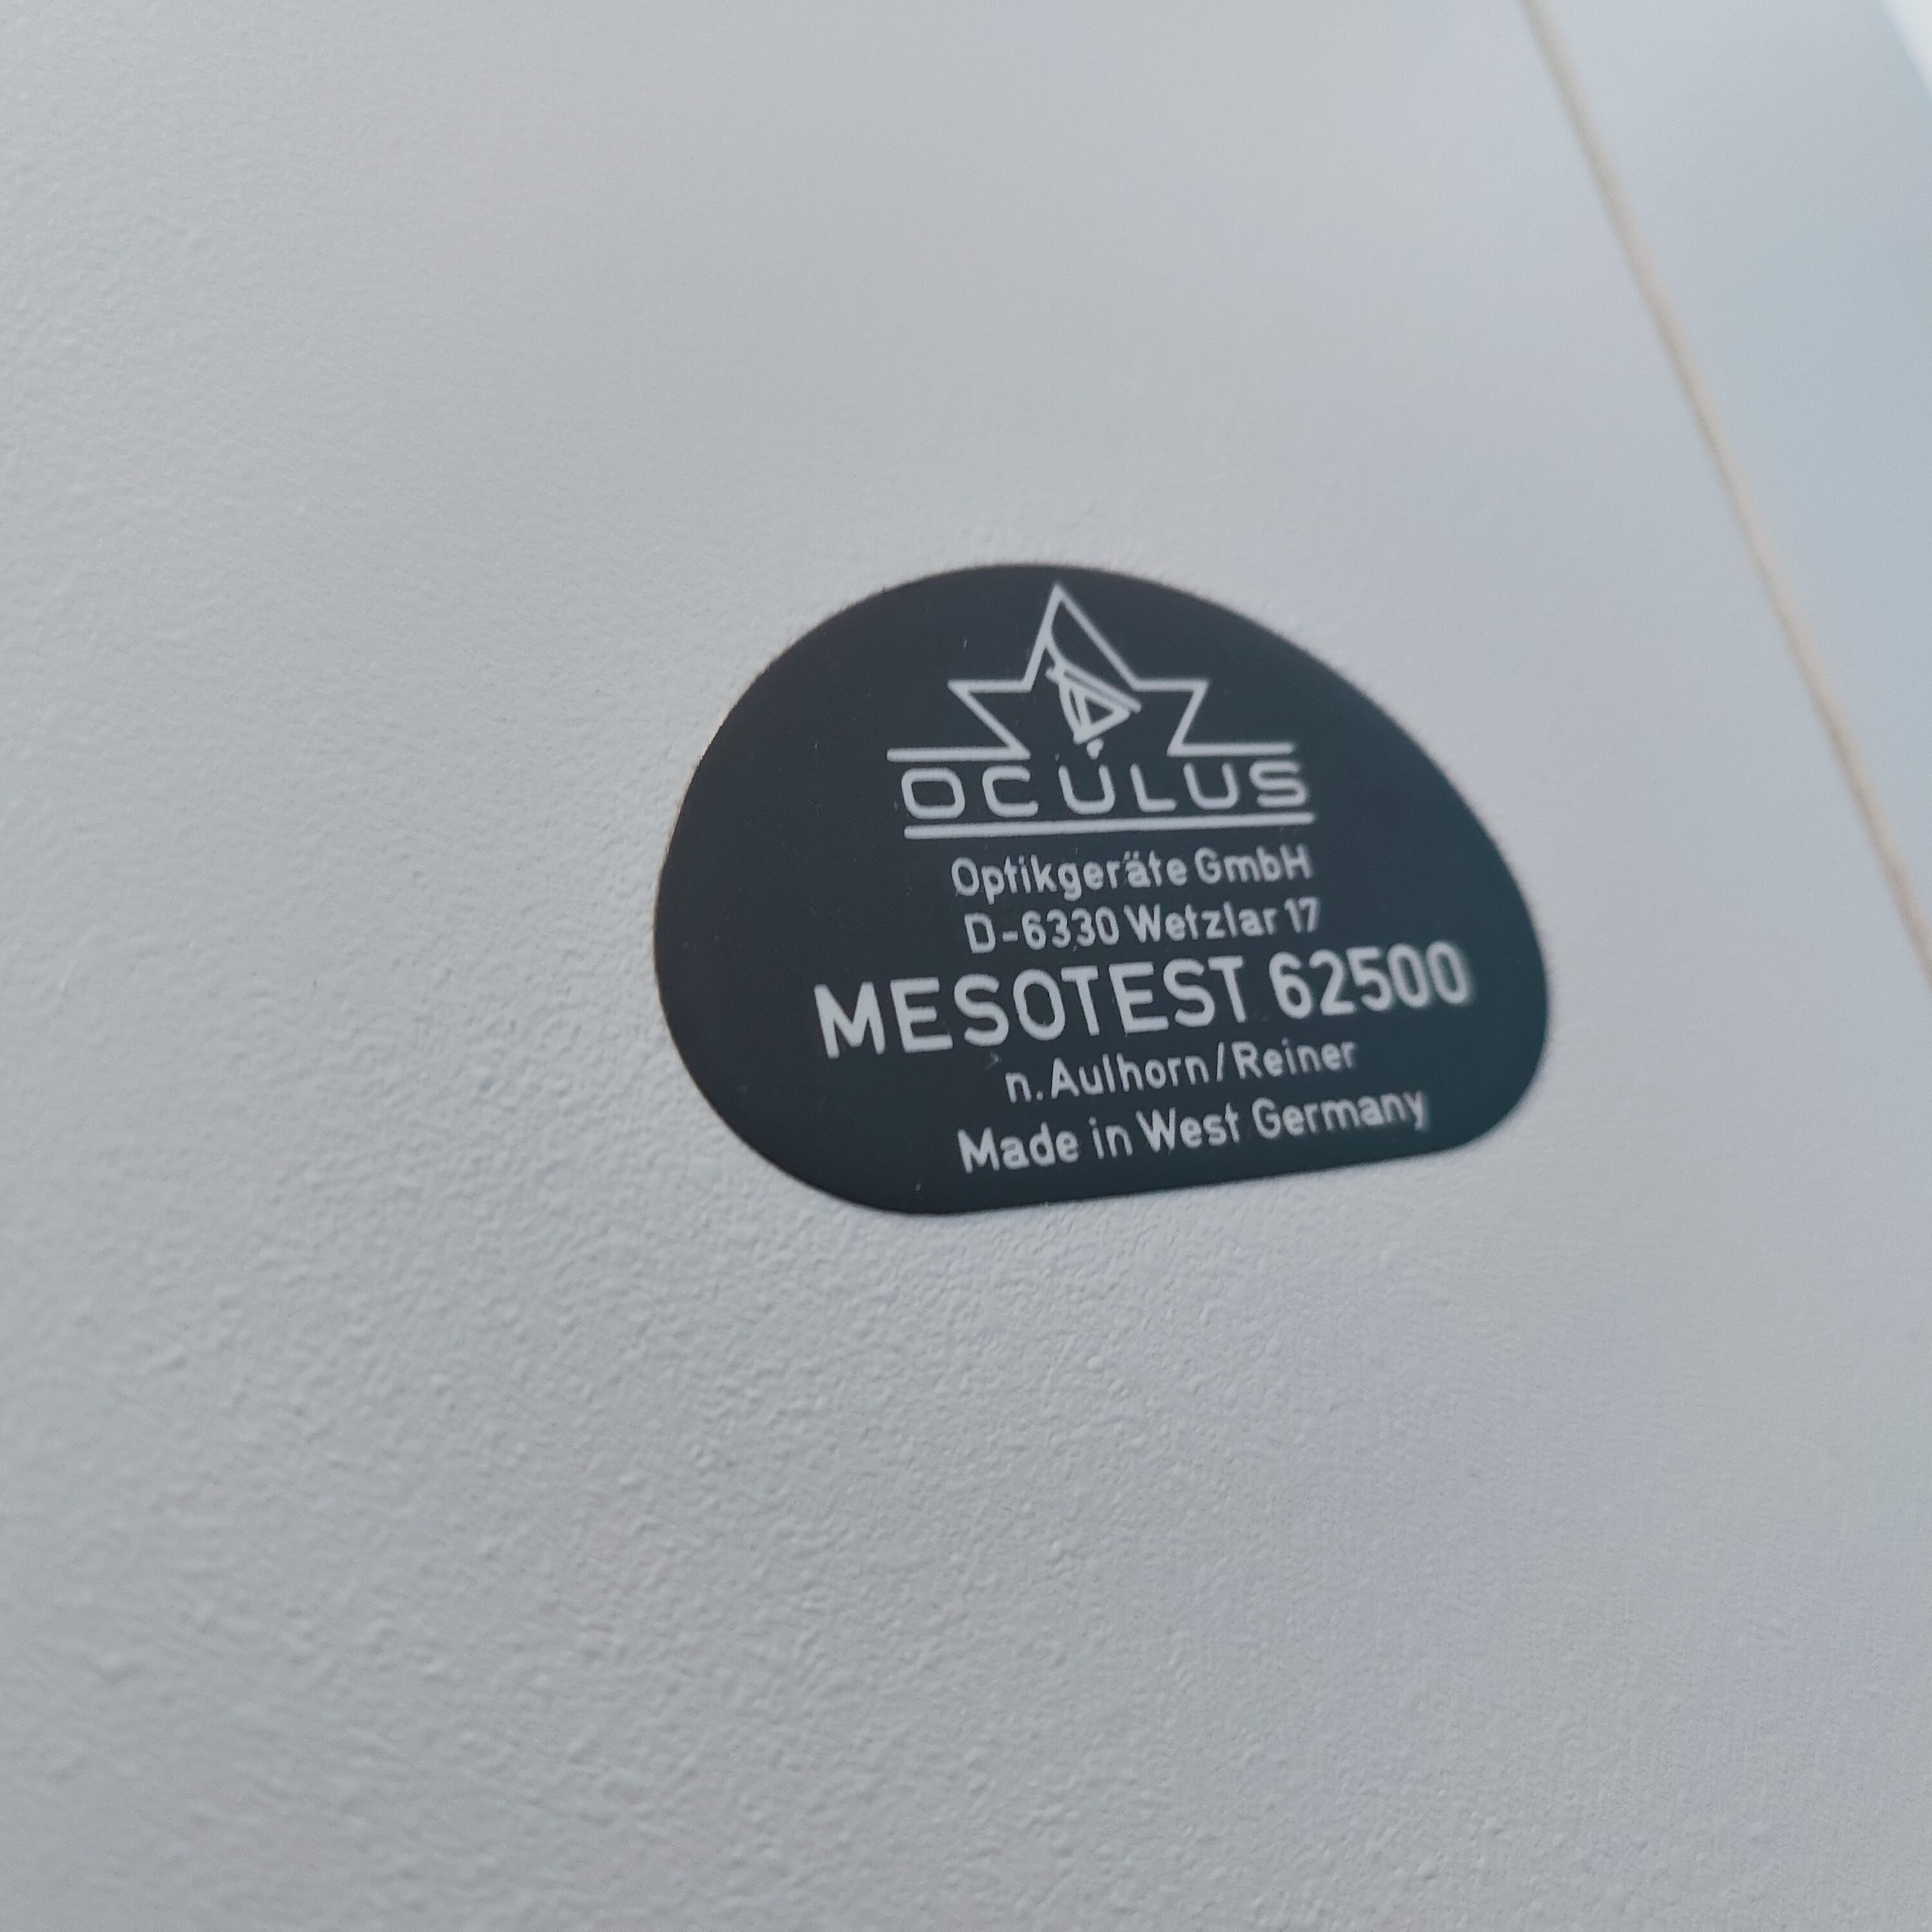 OCULUS
Optikgeräte GmbH
D-6330 Wetzlar 17
MESOTEST 62500
n. Aulhorn/Reiner
Made in West Germany